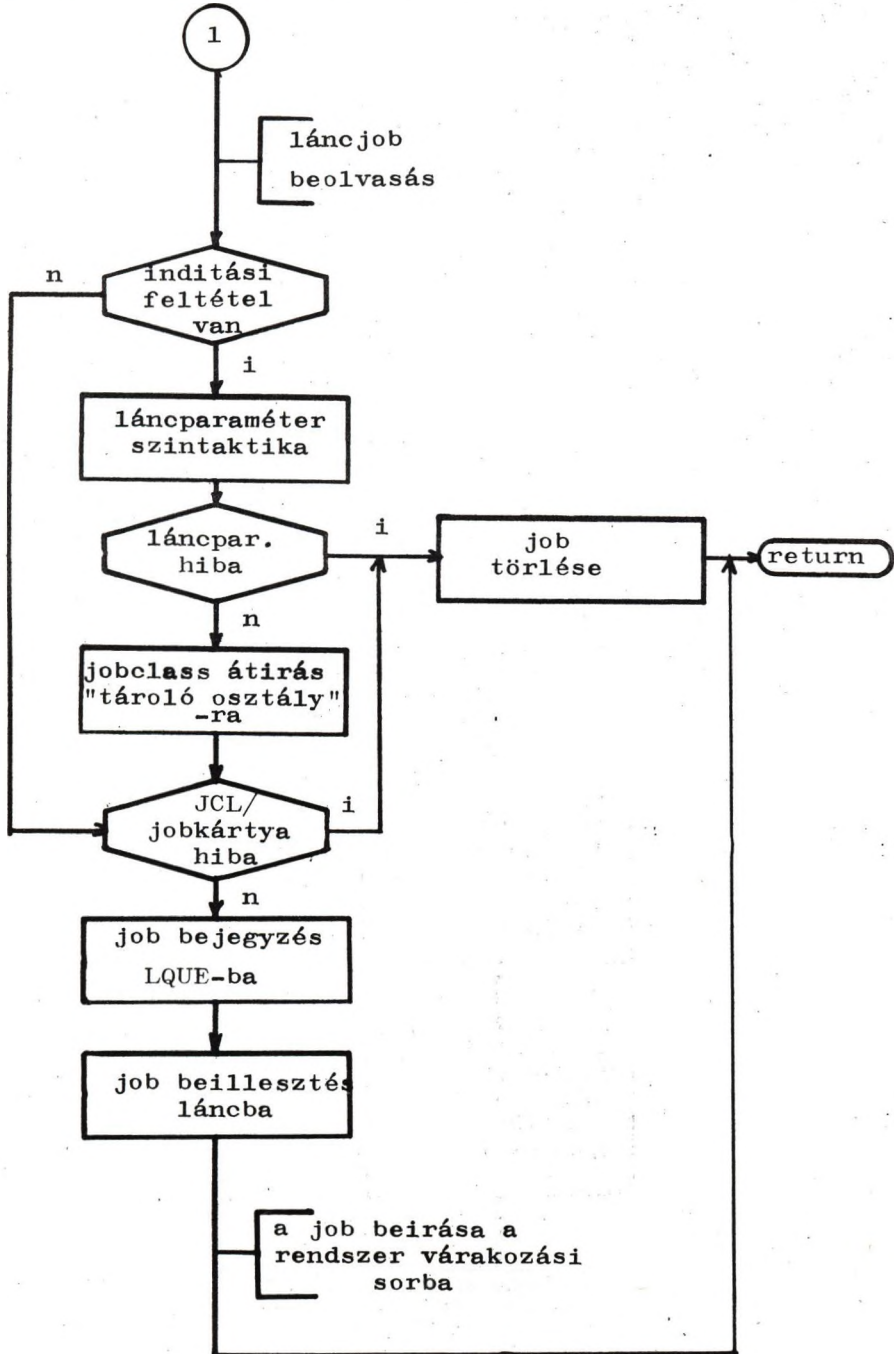 1
láncjob
beolvasás
n
inditási
feltétel
van
i
láncparaméter
szintaktika
láncpar.
hiba
i
job
törlése
return
n
jobclass átirás
"tároló osztály"
-ra
JCL/
jobkártya
hiba
i
n
job bejegyzés
LQUE-ba
job beillesztés
láncba
a job beirása a
rendszer várakozási
sorba